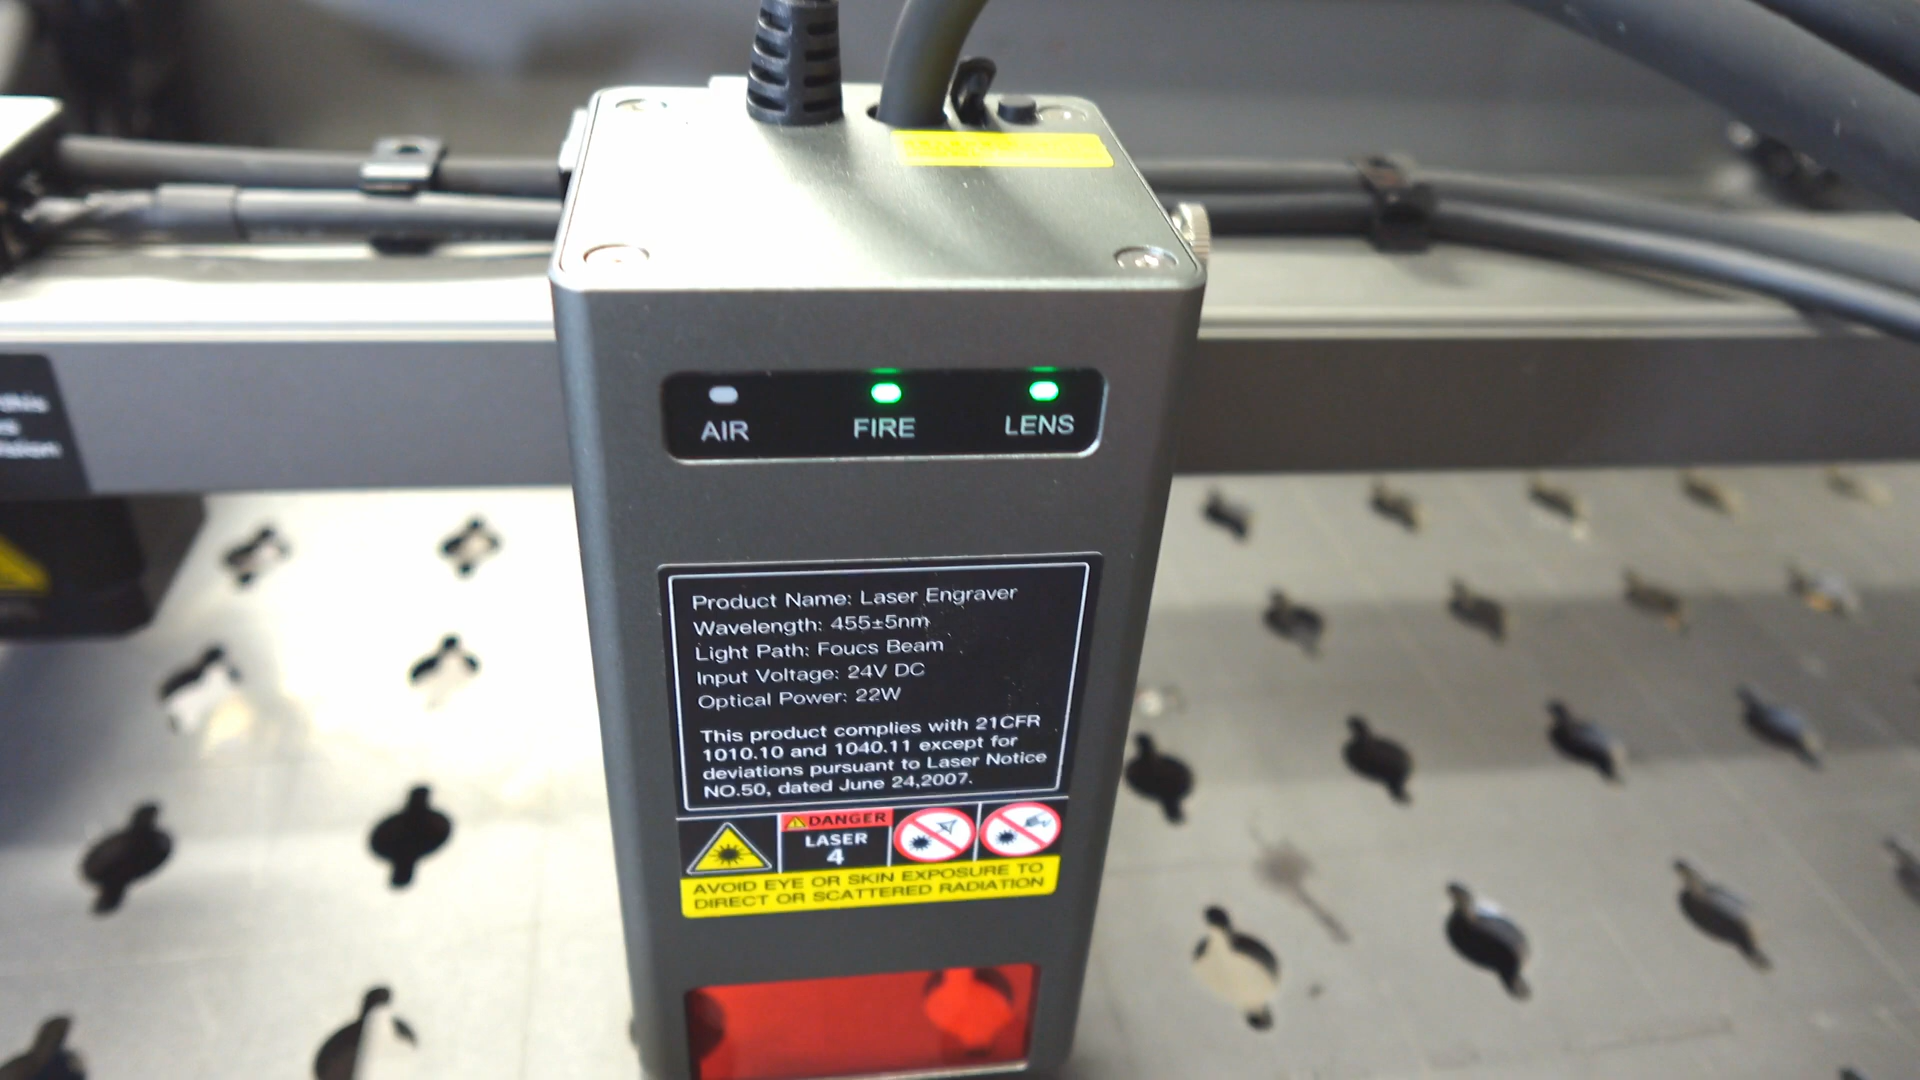 AIR FIRE LENS
Product Name: Laser Engraver
Wavelength: 455±5nm
Light Path: Foucs Beam
Input Voltage: 24V DC
Optical Power: 22W
This product complies with 21CFR
1010.10 and 1040.11 except for
deviations pursuant to Laser Notice
NO.50, dated June 24,2007.
DANGER
LASER
4
AVOID EYE OR SKIN EXPOSURE TO
DIRECT OR SCATTERED RADIATION